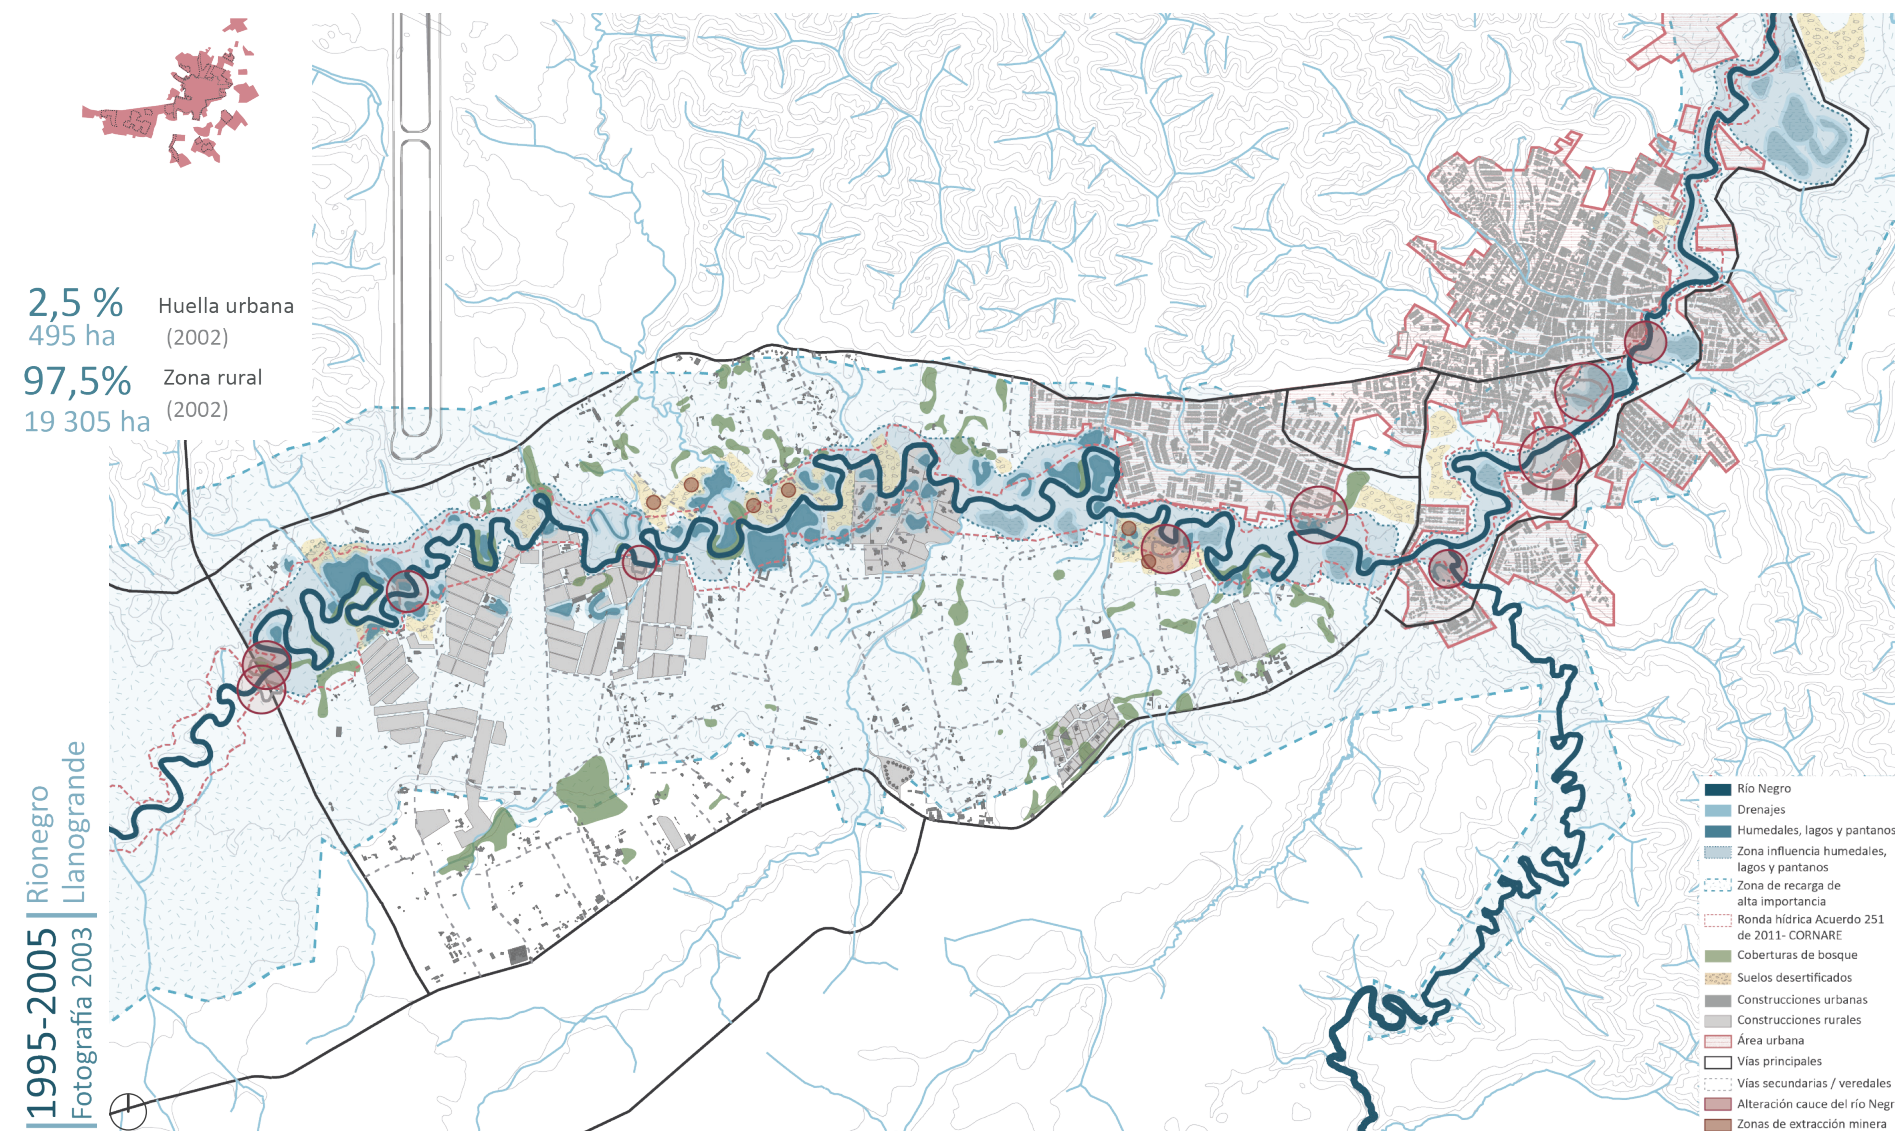 2,5 %
495 ha
Huella urbana
(2002)
97,5%
19 305 ha
Zona rural
(2002)
1995-2005 | Rionegro
Fotografía 2003 | Llanogrande
Río Negro
Drenajes
Humedales, lagos y pantanos
Zona influencia humedales,
lagos y pantanos
Zona de recarga de
alta importancia
Ronda hídrica Acuerdo 251
de 2011- CORNARE
Coberturas de bosque
Suelos desertificados
Construcciones urbanas
Construcciones rurales
Área urbana
Vías principales
Vías secundarias / veredales
Alteración cauce del río Negr
Zonas de extracción minera